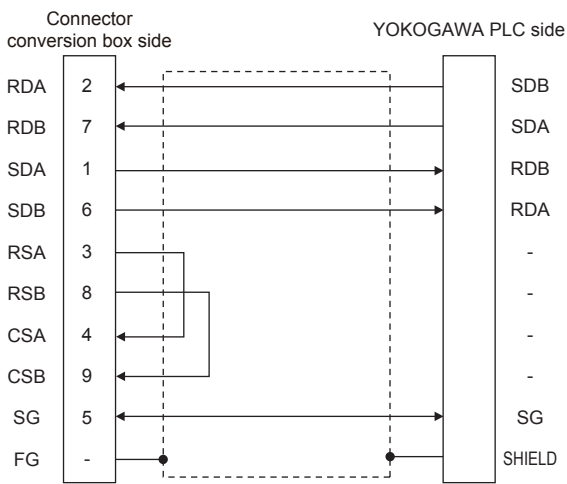 Connector
conversion box side
YOKOGAWA PLC side
RDA 2 SDB
RDB 7 SDA
SDA 1 RDB
SDB 6 RDA
RSA 3 -
RSB 8 -
CSA 4 -
CSB 9 -
SG 5 SG
FG - SHIELD